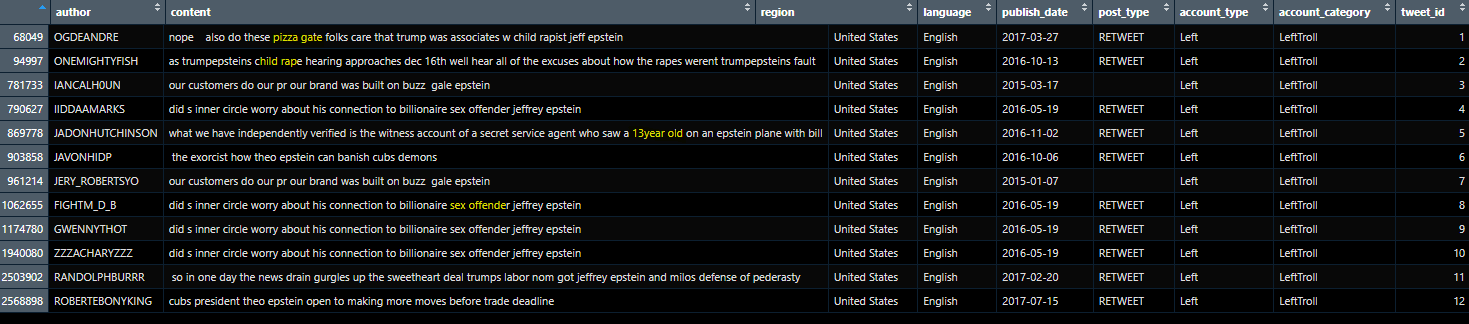 author content region language publish_date post_type account_type account_category tweet_id
68049 OGDEANDRE nope also do these pizza gate folks care that trump was associates w child rapist jeff epstein United States English 2017-03-27 RETWEET Left LeftTroll 1
94997 ONEMIGHTYFISH as trumpepsteins child rape hearing approaches dec 16th well hear all of the excuses about how the rapes werent trumpepsteins fault United States English 2016-10-13 RETWEET Left LeftTroll 2
781733 IANCALH0UN our customers do our pr our brand was built on buzz gale epstein United States English 2015-03-17 Left LeftTroll 3
790627 IIDDAAMARKS did s inner circle worry about his connection to billionaire sex offender jeffrey epstein United States English 2016-05-19 RETWEET Left LeftTroll 4
869778 JADONHUTCHINSON what we have independently verified is the witness account of a secret service agent who saw a 13year old on an epstein plane with bill United States English 2016-11-02 RETWEET Left LeftTroll 5
903858 JAVONHIDP the exorcist how theo epstein can banish cubs demons United States English 2016-10-06 RETWEET Left LeftTroll 6
961214 JERY_ROBERTSYO our customers do our pr our brand was built on buzz gale epstein United States English 2015-01-07 Left LeftTroll 7
1062655 FIGHTM_D_B did s inner circle worry about his connection to billionaire sex offender jeffrey epstein United States English 2016-05-19 RETWEET Left LeftTroll 8
1174780 GWENNYTHOT did s inner circle worry about his connection to billionaire sex offender jeffrey epstein United States English 2016-05-19 RETWEET Left LeftTroll 9
1940080 ZZZACHARYZZZ did s inner circle worry about his connection to billionaire sex offender jeffrey epstein United States English 2016-05-19 RETWEET Left LeftTroll 10
2503902 RANDOLPHBURRR so in one day the news drain gurgles up the sweetheart deal trumps labor nom got jeffrey epstein and milos defense of pederasty United States English 2017-02-20 RETWEET Left LeftTroll 11
2568898 ROBERTEBONYKING cubs president theo epstein open to making more moves before trade deadline United States English 2017-07-15 RETWEET Left LeftTroll 12